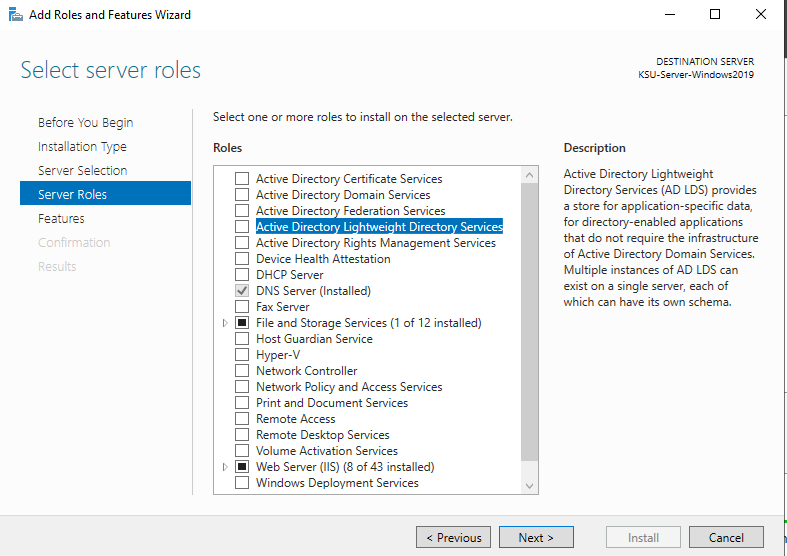 Add Roles and Features Wizard
Select server roles
DESTINATION SERVER
KSU-Server-Windows2019
Before You Begin
Installation Type
Server Selection
Server Roles
Features
Confirmation
Results
Select one or more roles to install on the selected server.
Roles
Active Directory Certificate Services
Active Directory Domain Services
Active Directory Federation Services
Active Directory Lightweight Directory Services
Active Directory Rights Management Services
Device Health Attestation
DHCP Server
DNS Server (Installed)
Fax Server
File and Storage Services (1 of 12 installed)
Host Guardian Service
Hyper-V
Network Controller
Network Policy and Access Services
Print and Document Services
Remote Access
Remote Desktop Services
Volume Activation Services
Web Server (IIS) (8 of 43 installed)
Windows Deployment Services
Description
Active Directory Lightweight
Directory Services (AD LDS) provides
a store for application-specific data,
for directory-enabled applications
that do not require the infrastructure
of Active Directory Domain Services.
Multiple instances of AD LDS can
exist on a single server, each of
which can have its own schema.
< Previous
Next >
Install
Cancel